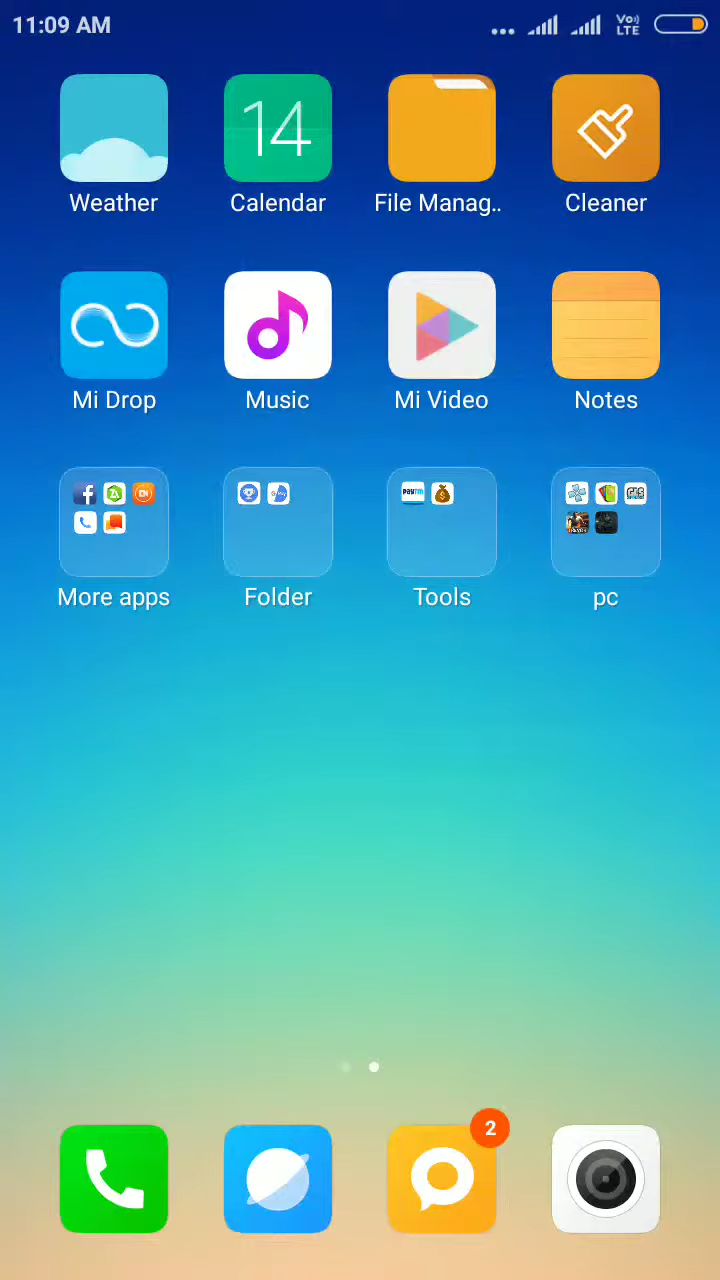 11:09 AM
Vo))
LTE
14
Weather
Calendar
File Manag..
Cleaner
Mi Drop
Music
Mi Video
Notes
Paytm
More apps
Folder
Tools
pc
2